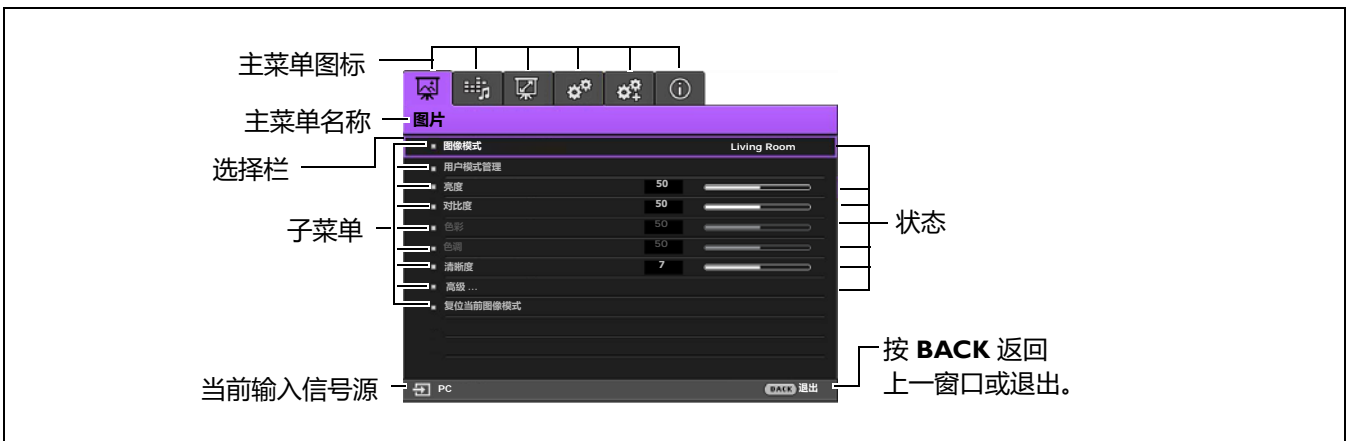 主菜单图标
主菜单名称
图片
选择栏
图像模式 Living Room
用户模式管理
亮度 50
对比度 50
子菜单
状态
色彩 50
色调 50
清晰度 7
高级 ...
复位当前图像模式
按 BACK 返回
上一窗口或退出。
当前输入信号源
PC
BACK 退出